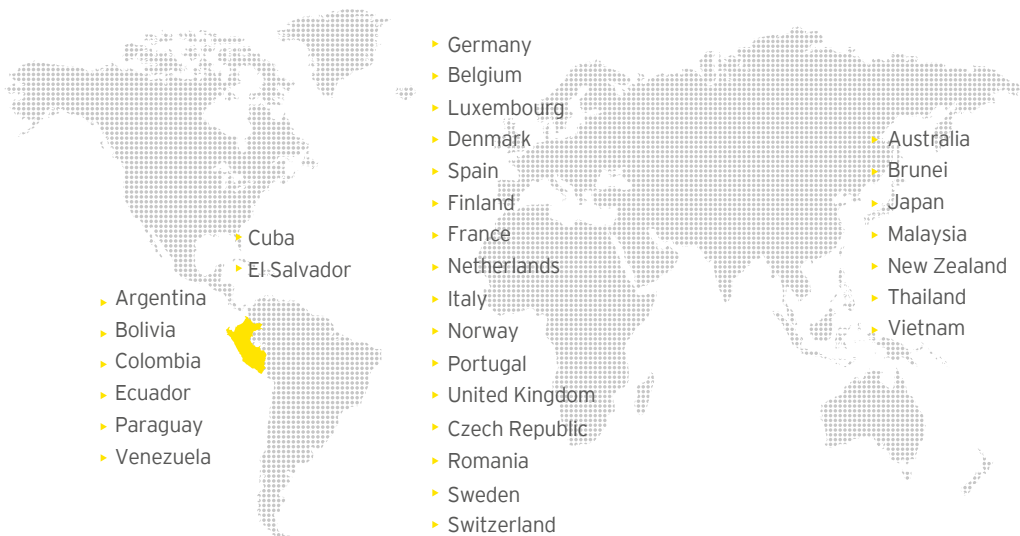 Cuba
El Salvador
Argentina
Bolivia
Colombia
Ecuador
Paraguay
Venezuela
Germany
Belgium
Luxembourg
Denmark
Spain
Finland
France
Netherlands
Italy
Norway
Portugal
United Kingdom
Czech Republic
Romania
Sweden
Switzerland
Australia
Brunei
Japan
Malaysia
New Zealand
Thailand
Vietnam